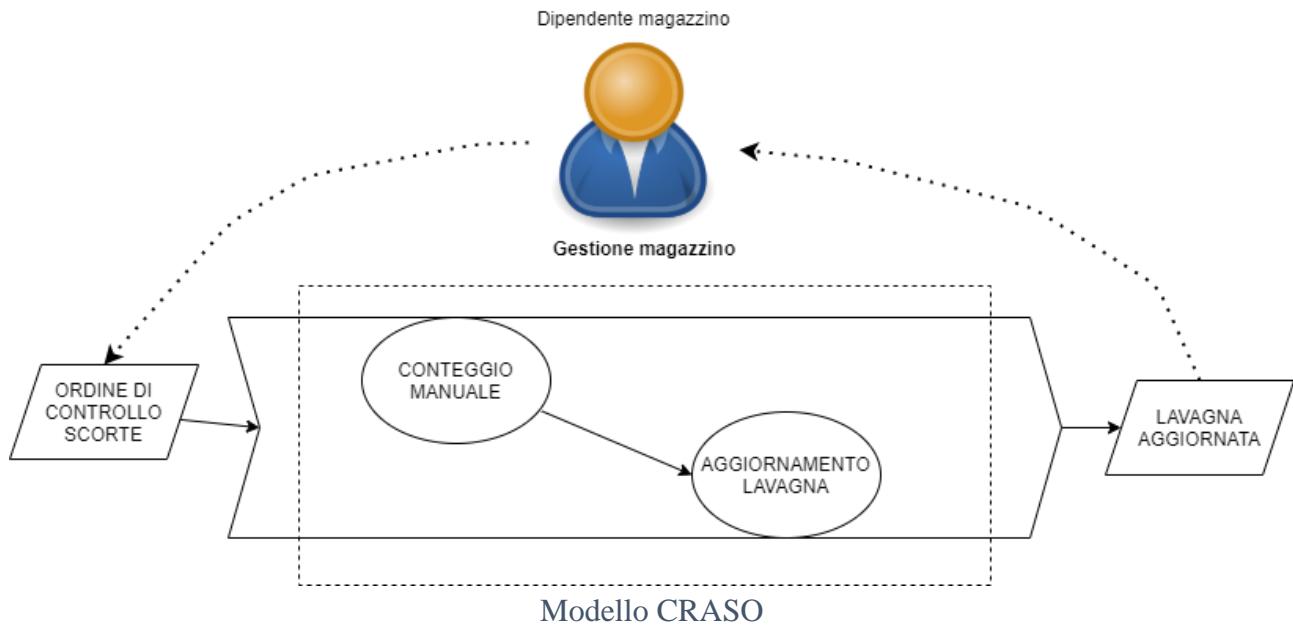 Dipendente magazzino
Gestione magazzino
ORDINE DI
CONTROLLO
SCORTE
CONTEGGIO
MANUALE
AGGIORNAMENTO
LAVAGNA
LAVAGNA
AGGIORNATA
Modello CRASO